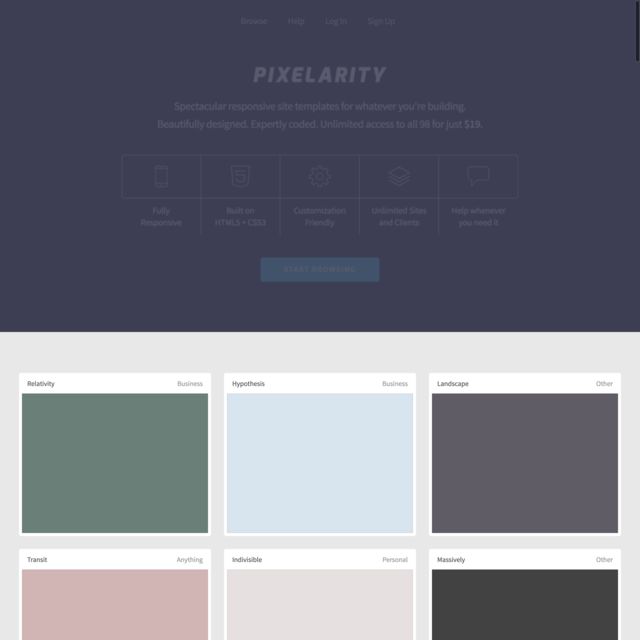 Browse Help Log In Sign Up
PIXELARITY
Spectacular responsive site templates for whatever you're building.
Beautifully designed. Expertly coded. Unlimited access to all 98 for just $19.
Fully
Responsive
Built on
HTML5 + CSS3
Customization
Friendly
Unlimited Sites
and Clients
Help whenever
you need it
START BROWSING
Relativity Business
Hypothesis Business
Landscape Other
Transit Anything
Indivisible Personal
Massively Other